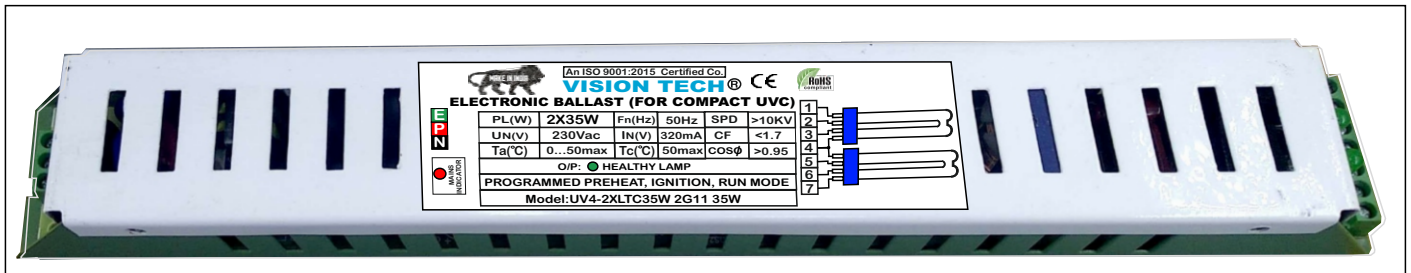 MAKE IN INDIA
An ISO 9001:2015 Certified Co.
VISION TECH® CE
RoHS
compliant
ELECTRONIC BALLAST (FOR COMPACT UVC)
E
P
N
MAINS
INDICATOR
PL(W) 2X35W Fn(Hz) 50Hz SPD >10KV
UN(V) 230Vac IN(V) 320mA CF <1.7
Ta(℃) 0...50max Tc(℃) 50max COSϕ >0.95
O/P: HEALTHY LAMP
PROGRAMMED PREHEAT, IGNITION, RUN MODE
Model:UV4-2XLTC35W 2G11 35W
1
2
3
4
5
6
7